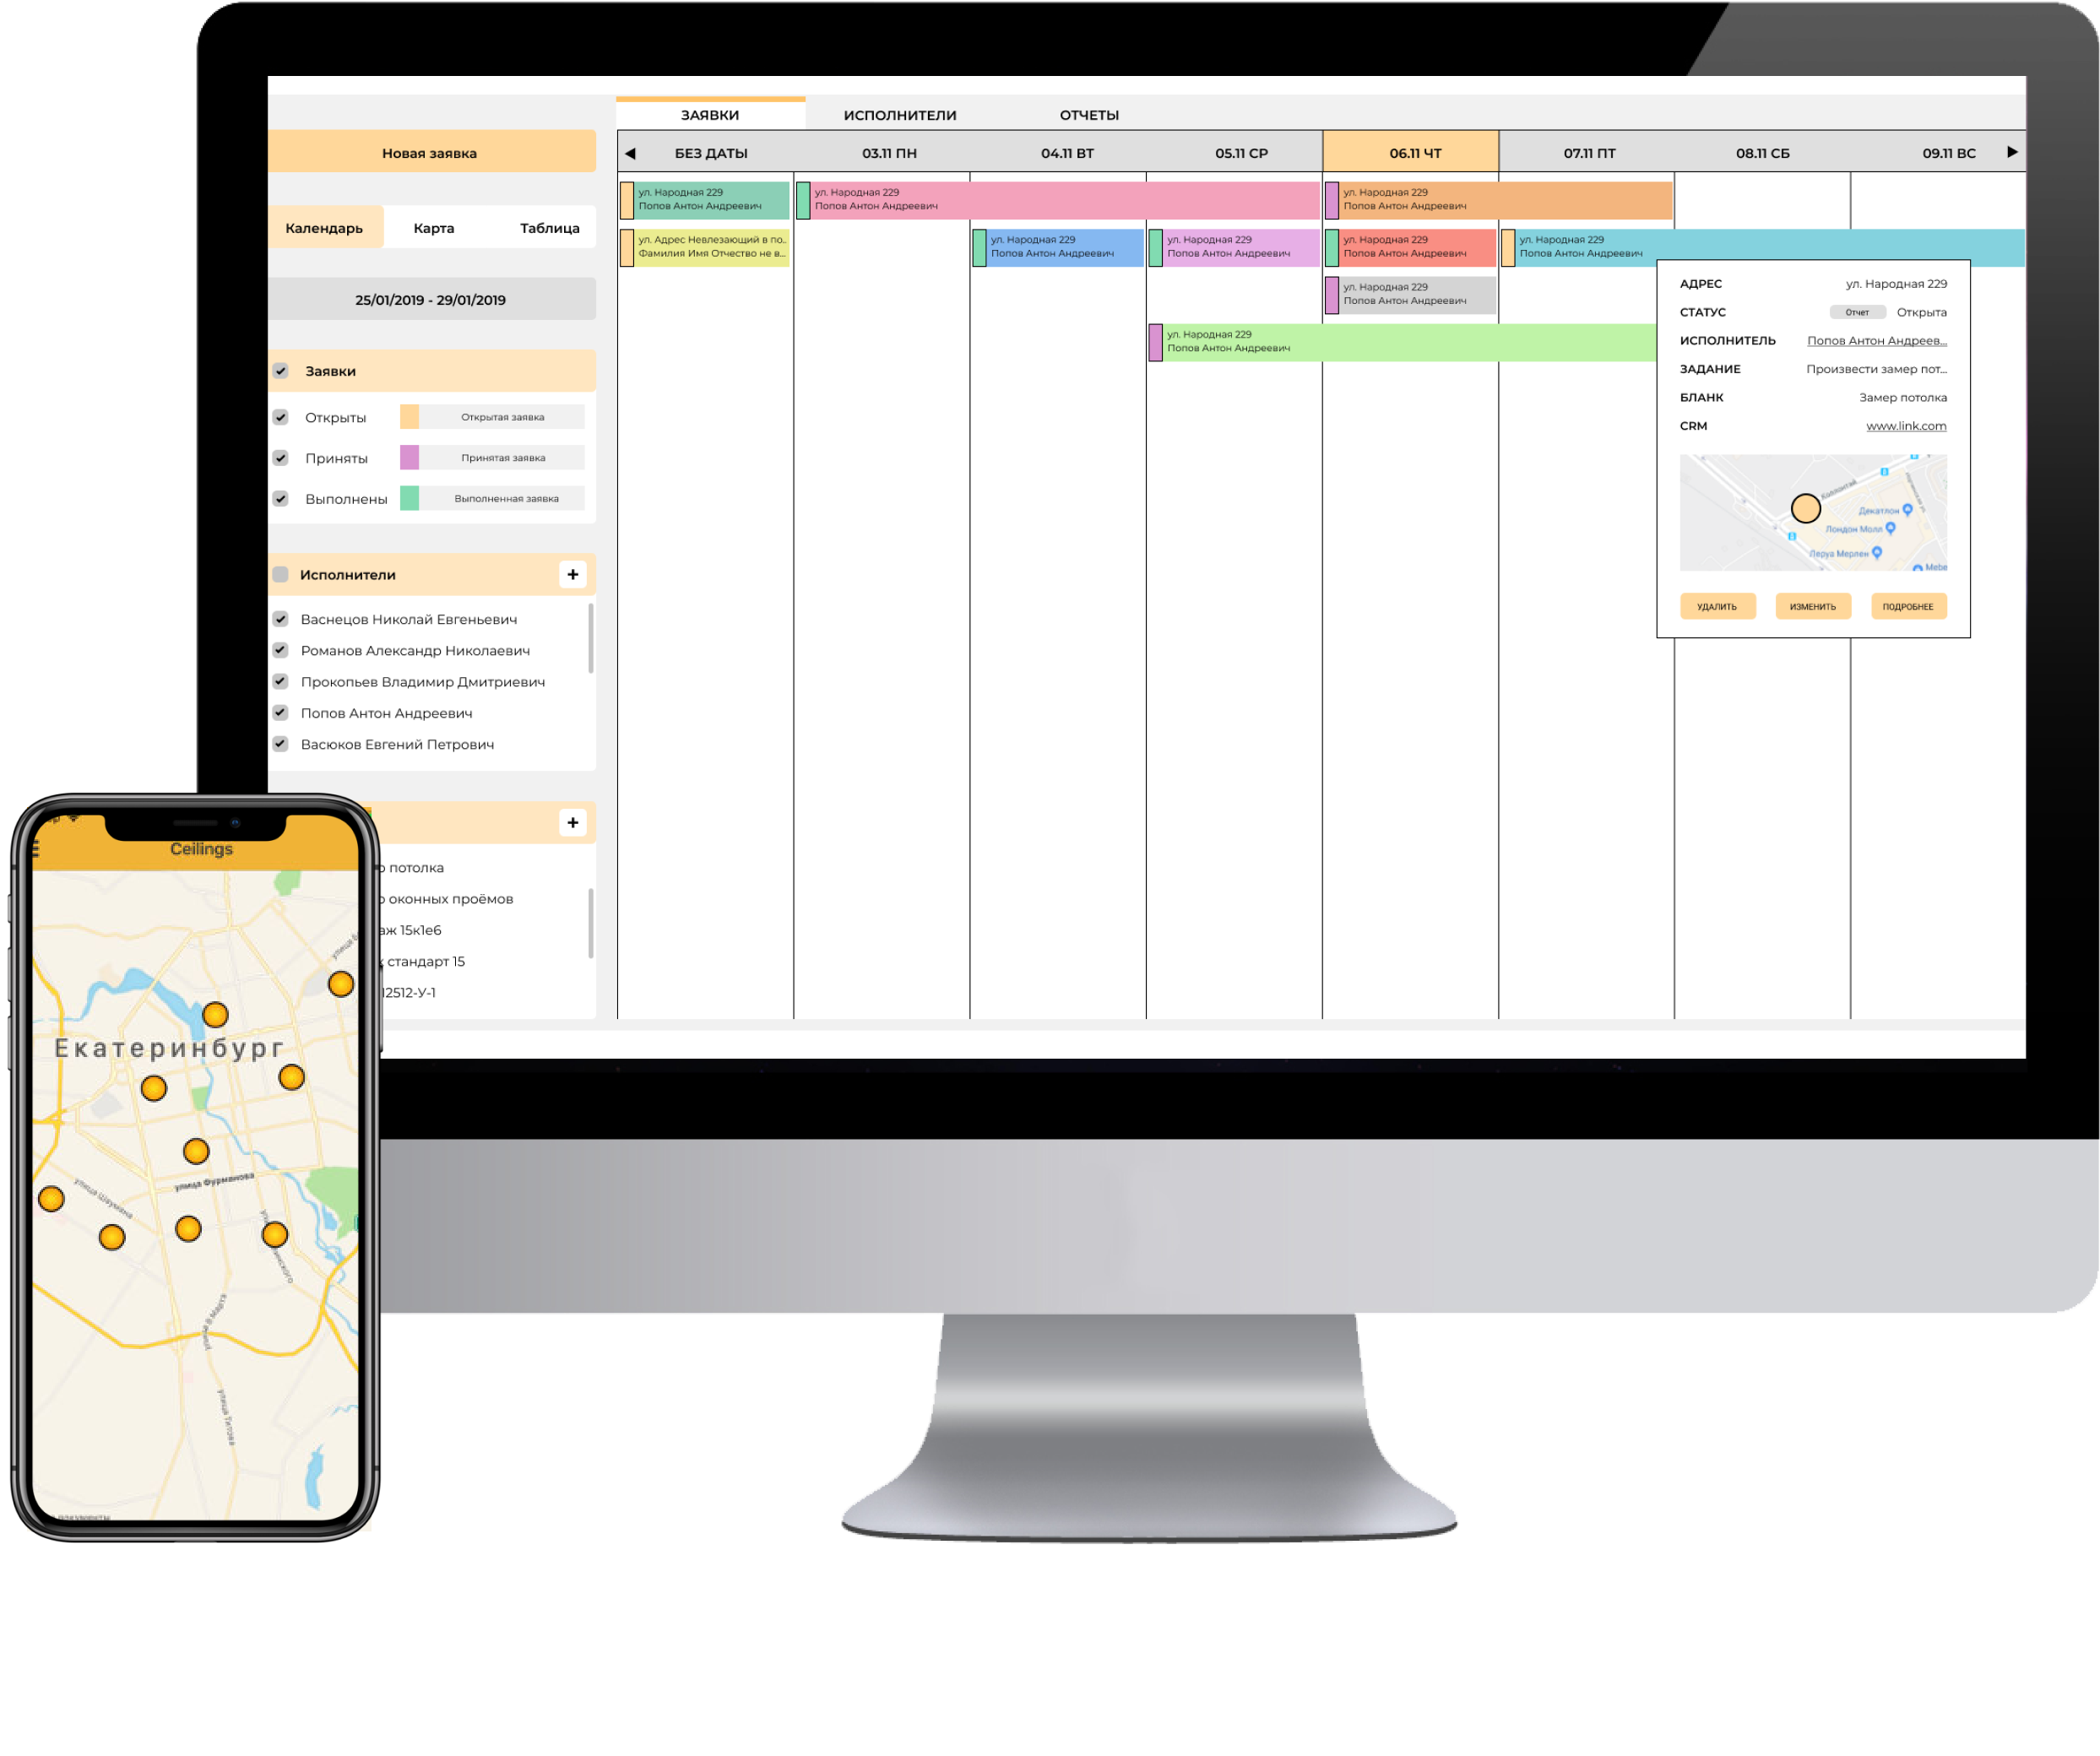 ЗАЯВКИ
ИСПОЛНИТЕЛИ
ОТЧЕТЫ
Новая заявка
Календарь
Карта
Таблица
25/01/2019 - 29/01/2019
Заявки
Открыты
Открытая заявка
Приняты
Принятая заявка
Выполнены
Выполненная заявка
Исполнители
+
Васнецов Николай Евгеньевич
Романов Александр Николаевич
Прокопьев Владимир Дмитриевич
Попов Антон Андреевич
Васюков Евгений Петрович
+
потолка
оконных проёмов
аж 15к1е6
стандарт 15
12512-У-1
БЕЗ ДАТЫ
03.11 ПН
04.11 ВТ
05.11 СР
06.11 ЧТ
07.11 ПТ
08.11 СБ
09.11 ВС
ул. Народная 229
Попов Антон Андреевич
ул. Народная 229
Попов Антон Андреевич
ул. Народная 229
Попов Антон Андреевич
ул. Адрес Невлезающий в по..
Фамилия Имя Отчество не в...
ул. Народная 229
Попов Антон Андреевич
ул. Народная 229
Попов Антон Андреевич
ул. Народная 229
Попов Антон Андреевич
ул. Народная 229
Попов Антон Андреевич
ул. Народная 229
Попов Антон Андреевич
ул. Народная 229
Попов Антон Андреевич
АДРЕС ул. Народная 229
СТАТУС Отчет Открыта
ИСПОЛНИТЕЛЬ Попов Антон Андреев...
ЗАДАНИЕ Произвести замер пот...
БЛАНК Замер потолка
CRM www.link.com
Коллонтай
Декатлон
Лондон Молл
Леруа Мерлен
Mebe
УДАЛИТЬ
ИЗМЕНИТЬ
ПОДРОБНЕЕ
Ceilings
Екатеринбург
улица Фурманова
улица Шаумана
улица 8 Марта
улица Титова